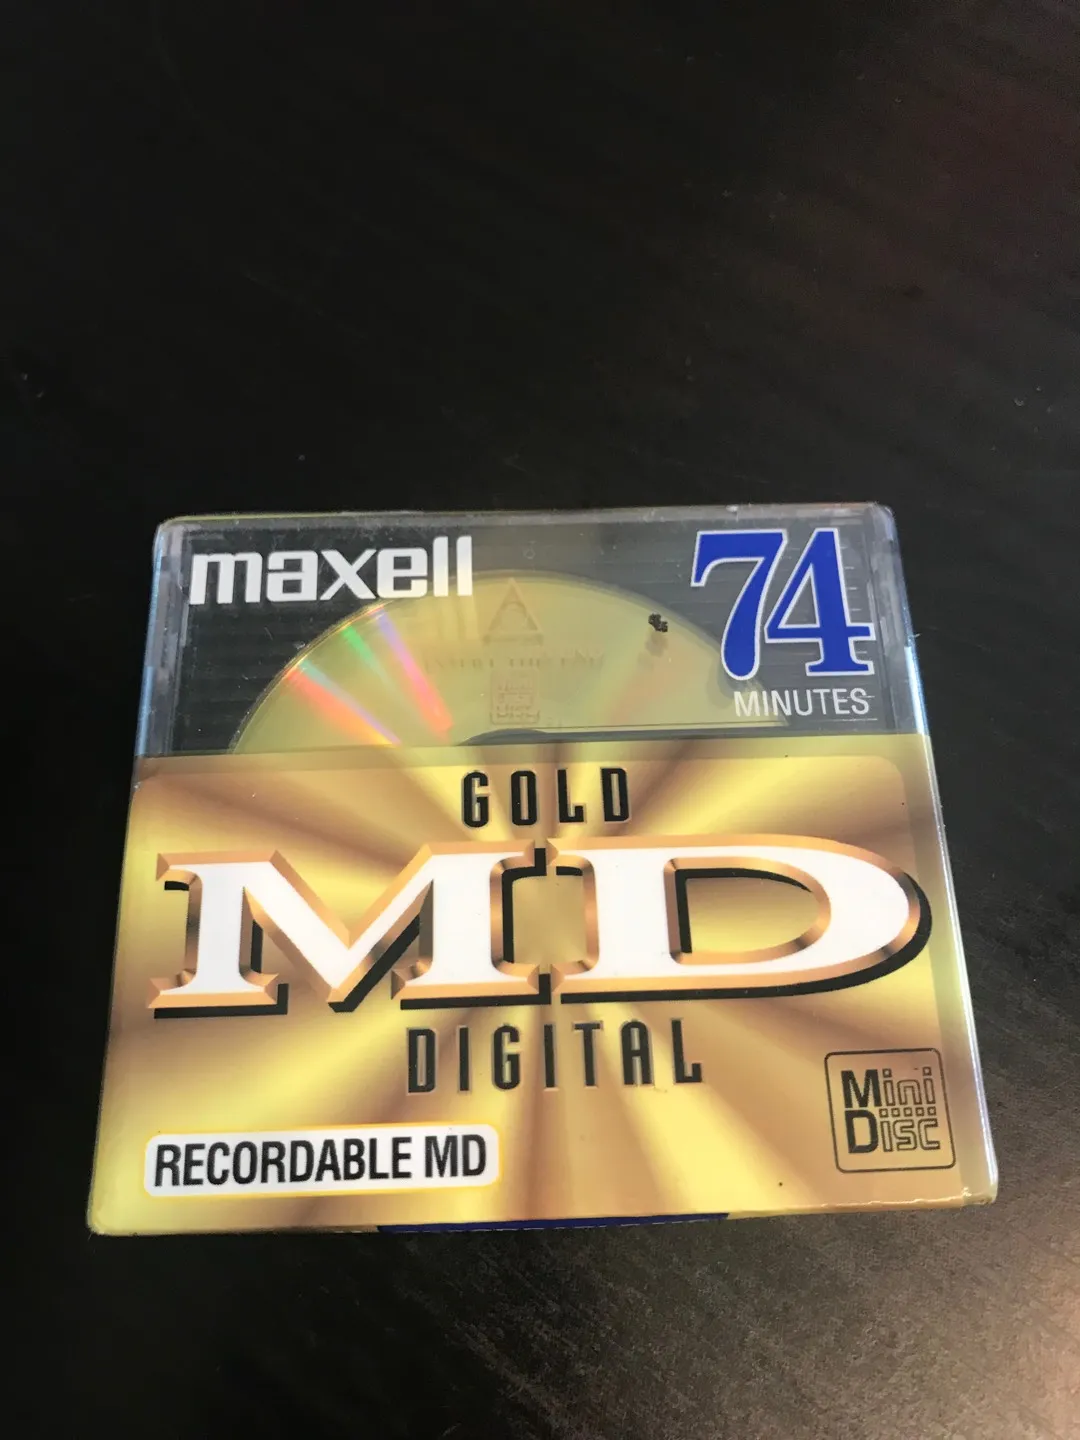 maxell
74
MINUTES
GOLD
MD
DIGITAL
RECORDABLE MD
Mini
Disc